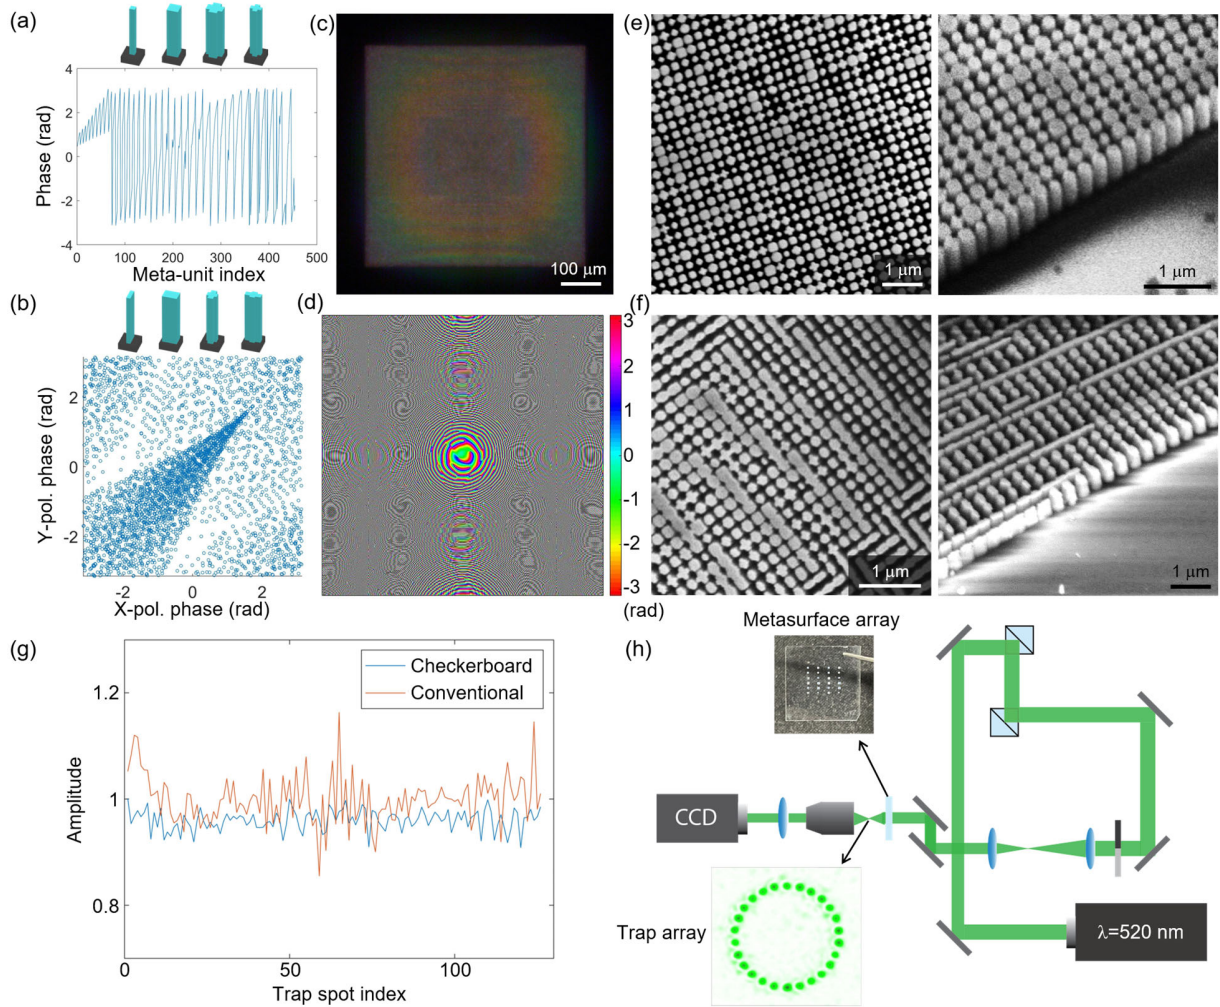 (a)
Phase (rad)
4
2
0
-2
-4
0 100 200 300 400 500
Meta-unit index
(b)
Y-pol. phase (rad)
2
0
-2
-2 0 2
X-pol. phase (rad)
(c)
100 μm
(d)
3
2
1
0
-1
-2
-3
(rad)
(e)
1 μm
1 μm
(f)
1 μm
1 μm
(g)
Amplitude
1.2
1
0.8
0 50 100
Trap spot index
Checkerboard
Conventional
(h)
Metasurface array
CCD
Trap array
λ=520 nm